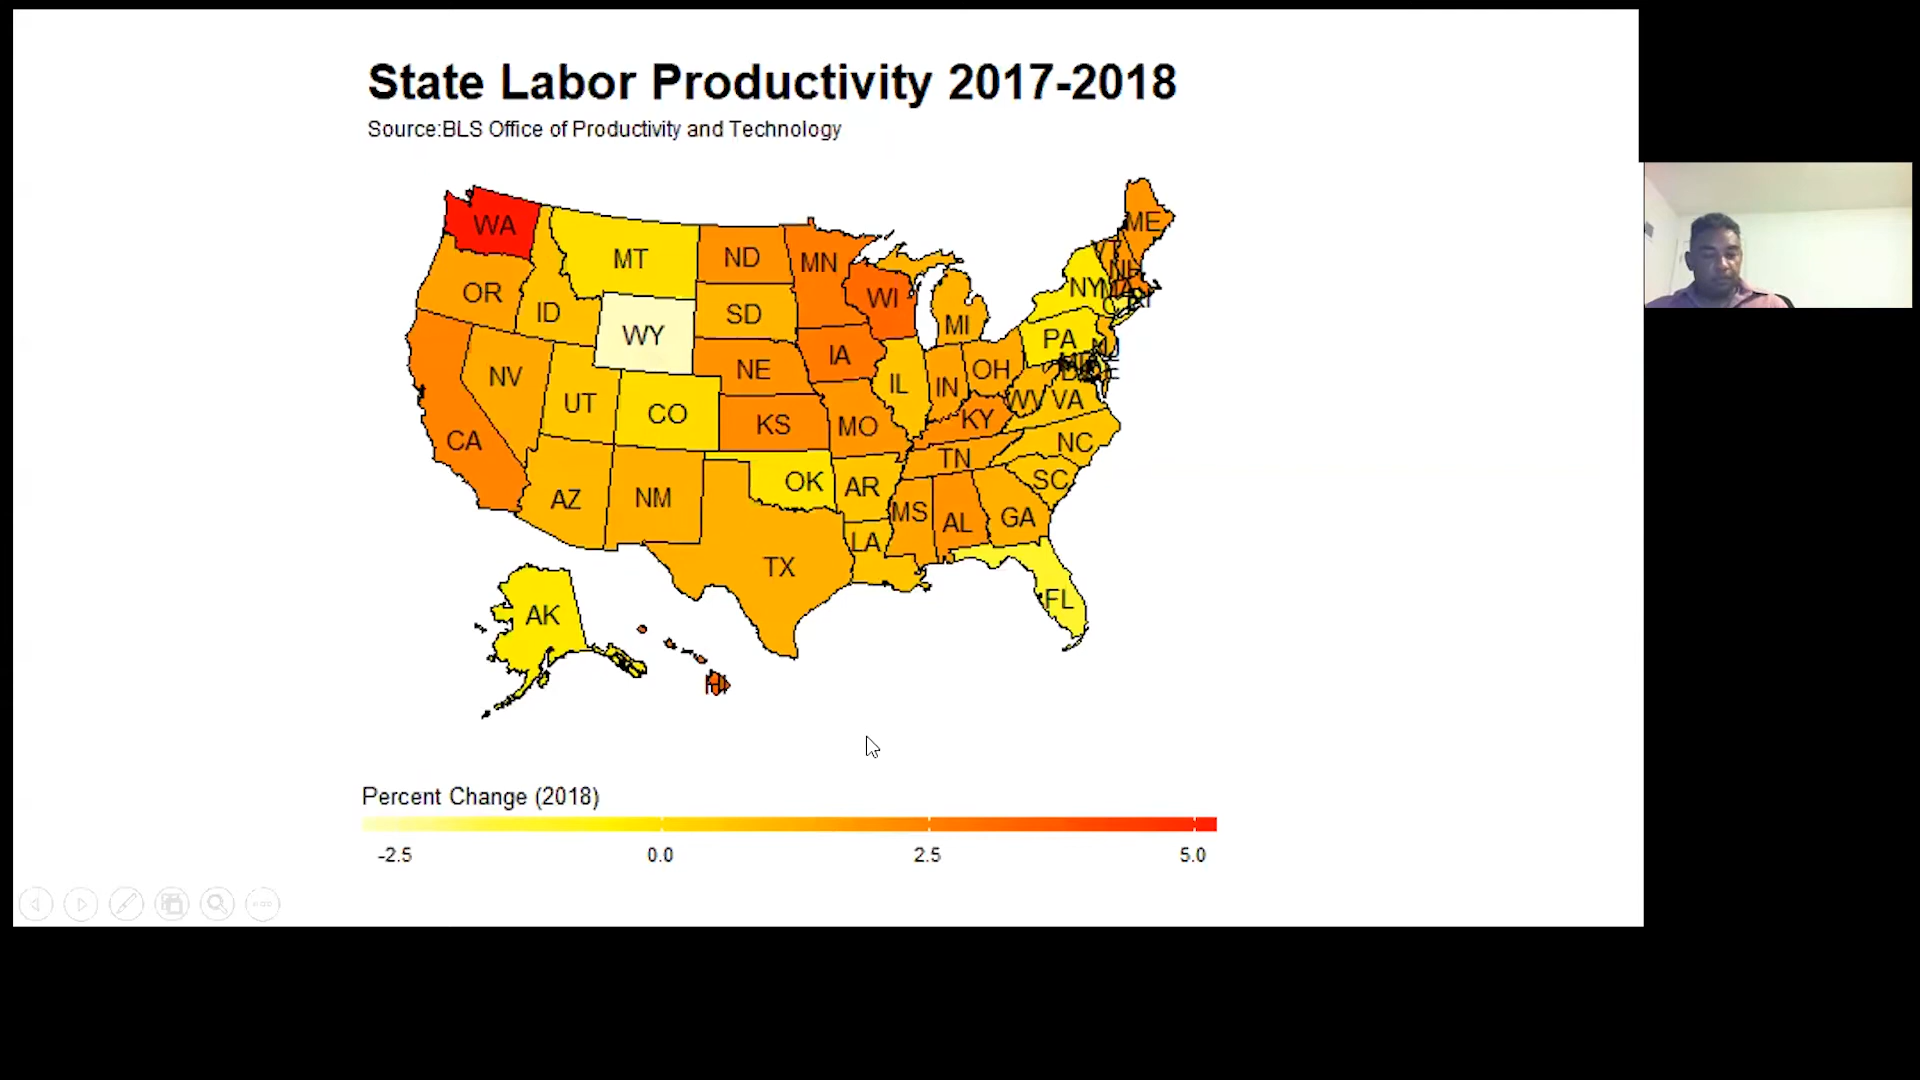 State Labor Productivity 2017-2018
Source:BLS Office of Productivity and Technology
WA
MT
ND
MN
ME
VT
NH
OR
ID
SD
WI
NY
MA
RI
WY
MI
PA
NJ
NV
NE
IA
IL
IN
OH
UT
CO
KS
MO
KY
WV
VA
CA
TN
NC
AZ
NM
OK
AR
SC
MS
AL
GA
LA
TX
AK
FL
HI
Percent Change (2018)
-2.5 0.0 2.5 5.0